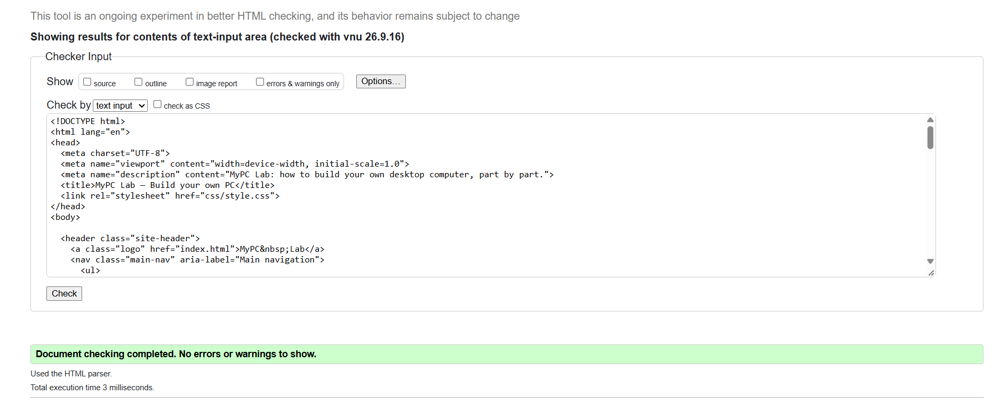 This tool is an ongoing experiment in better HTML checking, and its behavior remains subject to change
Showing results for contents of text-input area (checked with vnu 26.9.16)
Checker Input
Show source outline image report errors & warnings only Options...
Check by text input check as CSS
<!DOCTYPE html>
<html lang="en">
<head>
  <meta charset="UTF-8">
  <meta name="viewport" content="width=device-width, initial-scale=1.0">
  <meta name="description" content="MyPC Lab: how to build your own desktop computer, part by part.">
  <title>MyPC Lab — Build your own PC</title>
  <link rel="stylesheet" href="css/style.css">
</head>
<body>
  <header class="site-header">
    <a class="logo" href="index.html">MyPC&nbsp;Lab</a>
    <nav class="main-nav" aria-label="Main navigation">
      <ul>
Check
Document checking completed. No errors or warnings to show.
Used the HTML parser.
Total execution time 3 milliseconds.